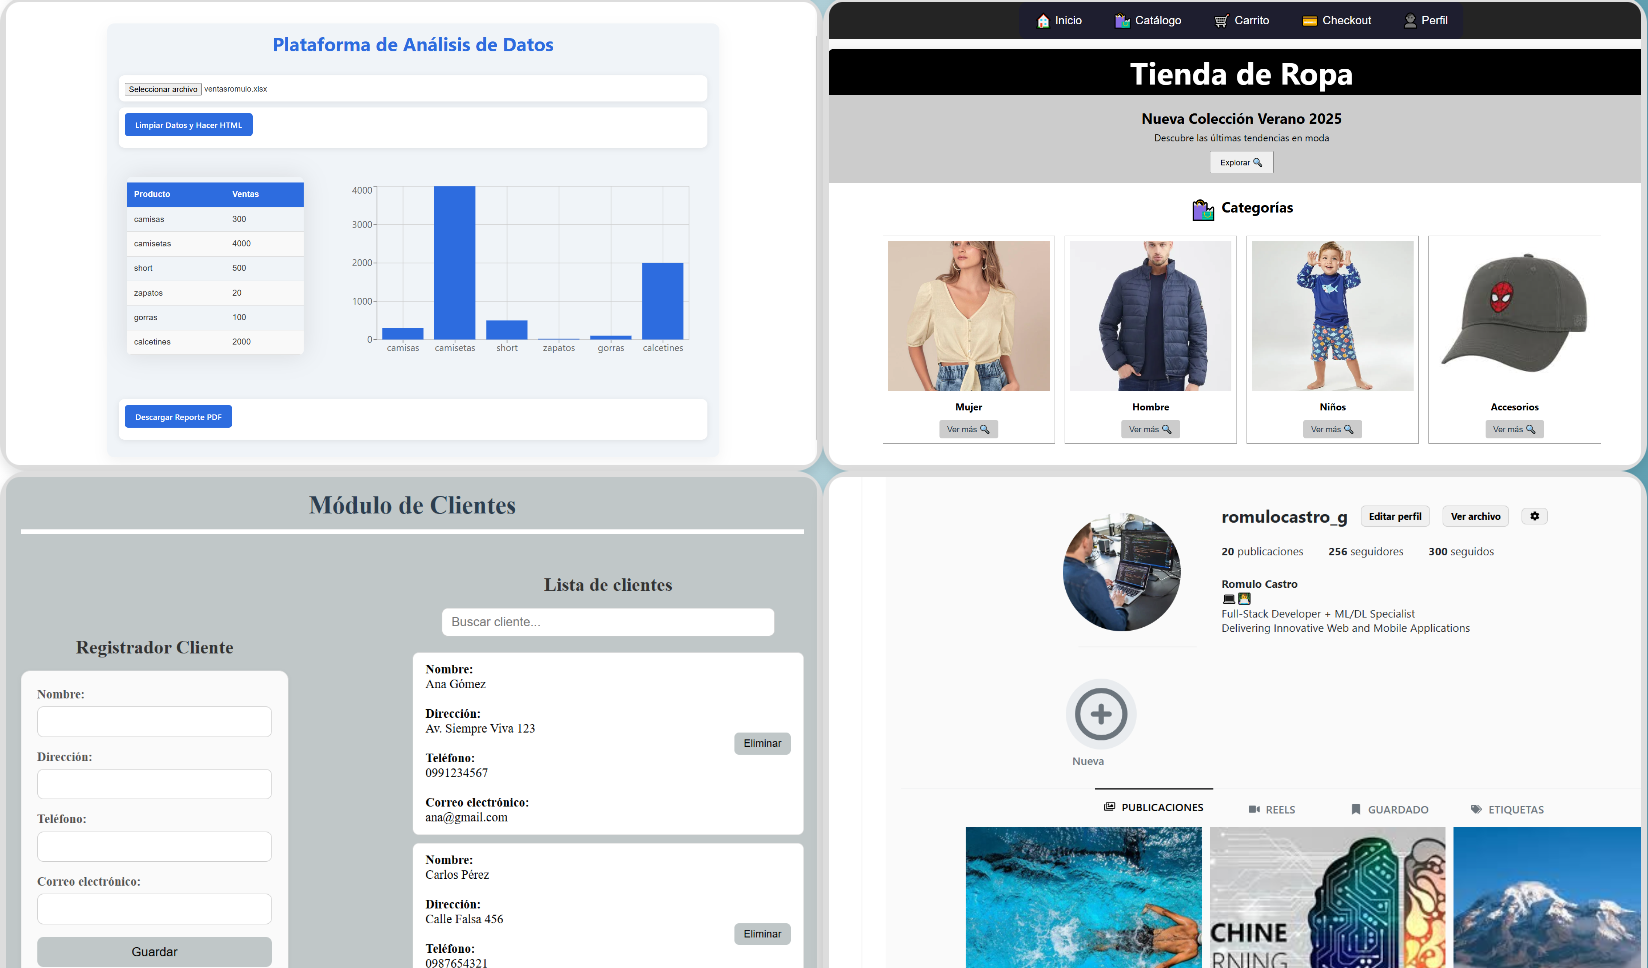 Plataforma de Análisis de Datos
Seleccionar archivo ventasromulo.xlsx
Limpiar Datos y Hacer HTML
Producto Ventas
camisas 300
camisetas 4000
short 500
zapatos 20
gorras 100
calcetines 2000
4000
3000
2000
1000
0
camisas camisetas short zapatos gorras calcetines
Descargar Reporte PDF
Inicio Catálogo Carrito Checkout Perfil
Tienda de Ropa
Nueva Colección Verano 2025
Descubre las últimas tendencias en moda
Explorar
Categorías
Mujer Hombre Niños Accesorios
Ver más Ver más Ver más Ver más
Módulo de Clientes
Registrador Cliente
Nombre:
Dirección:
Teléfono:
Correo electrónico:
Guardar
Lista de clientes
Buscar cliente...
Nombre:
Ana Gómez
Dirección:
Av. Siempre Viva 123
Teléfono:
0991234567
Correo electrónico:
ana@gmail.com
Eliminar
Nombre:
Carlos Pérez
Dirección:
Calle Falsa 456
Teléfono:
0987654321
Eliminar
romulocastro_g Editar perfil Ver archivo
20 publicaciones 256 seguidores 300 seguidos
Romulo Castro
Full-Stack Developer + ML/DL Specialist
Delivering Innovative Web and Mobile Applications
Nueva
PUBLICACIONES REELS GUARDADO ETIQUETAS
CHINE
RNING